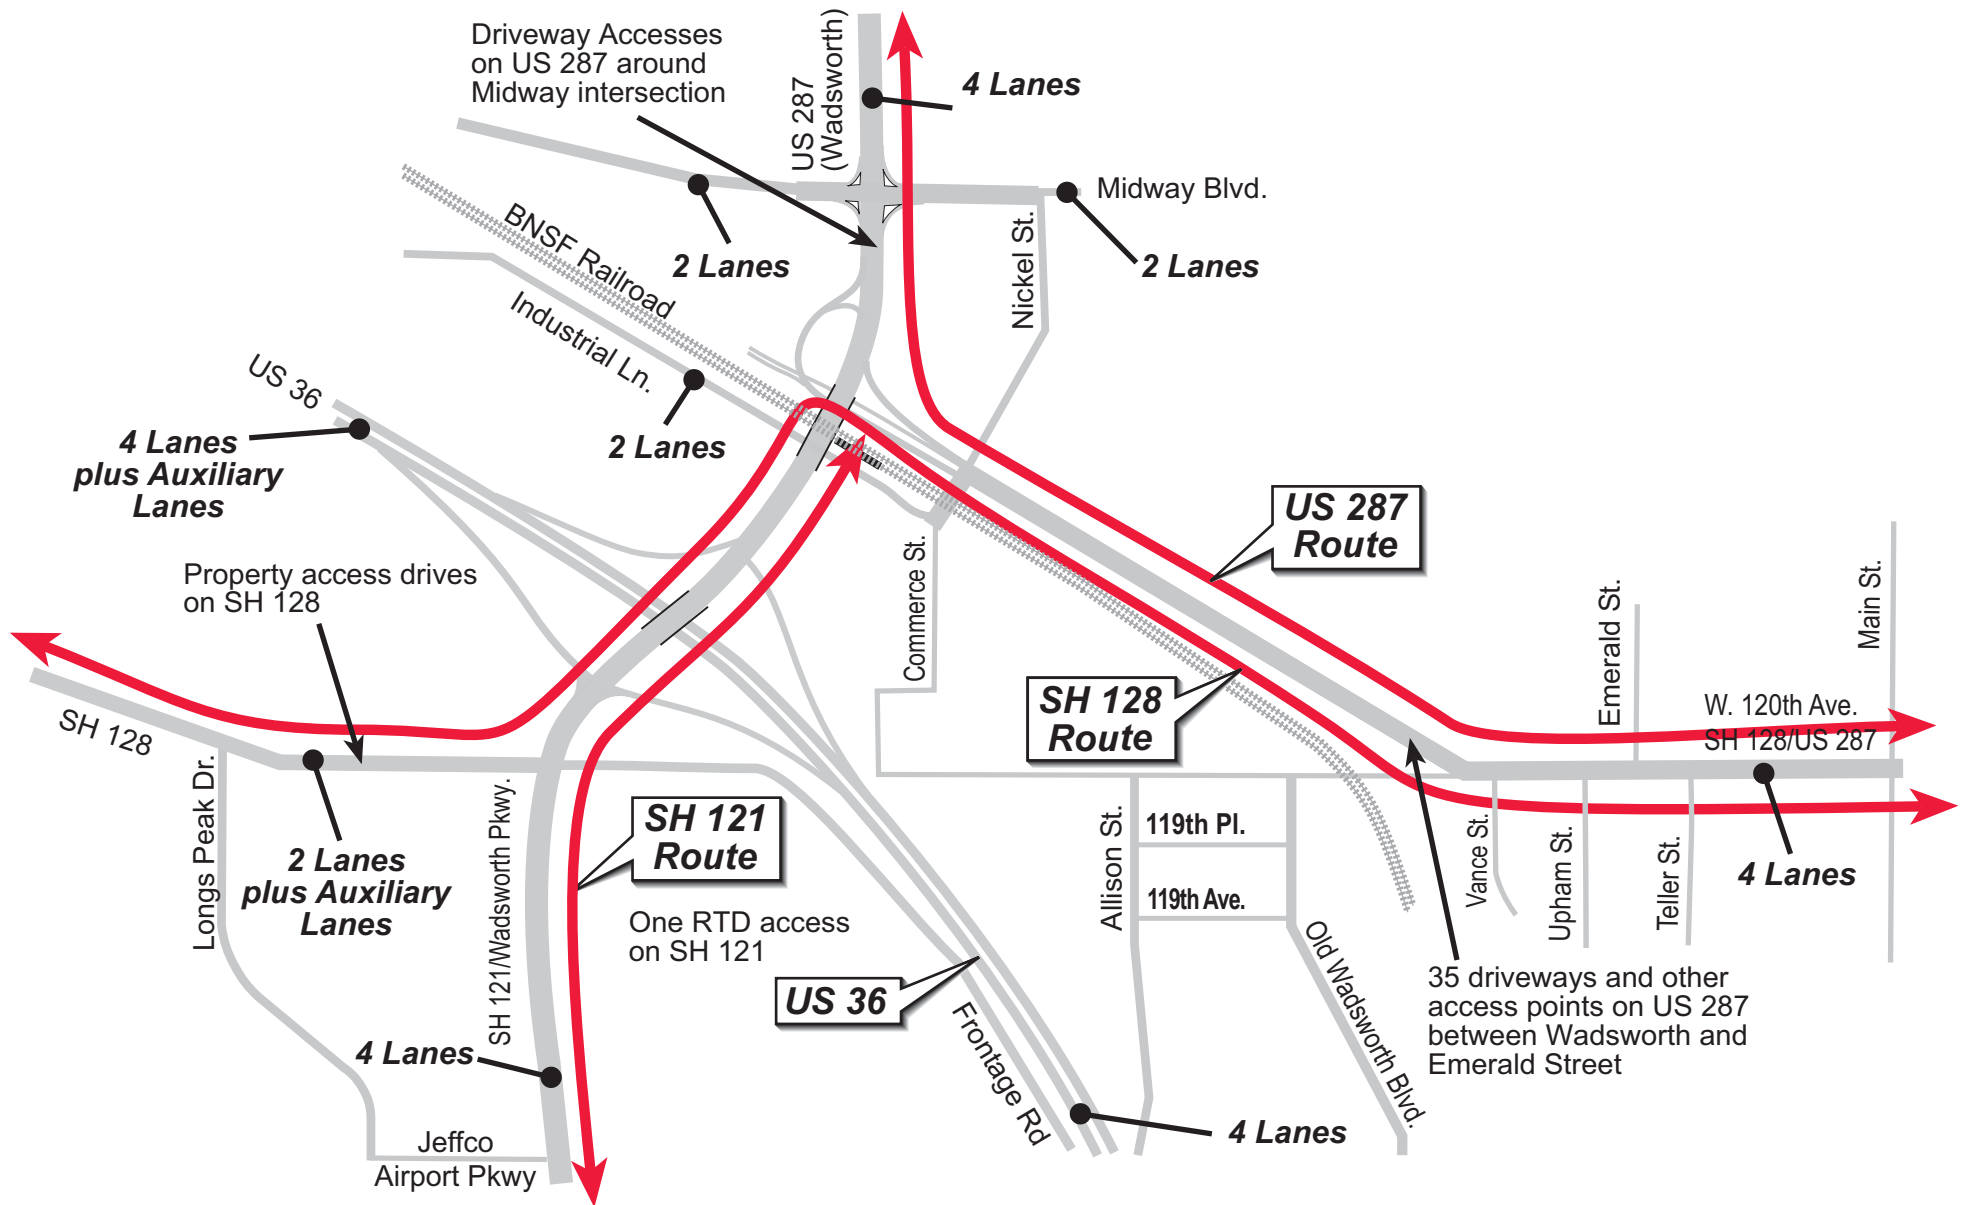 Driveway Accesses
on US 287 around
Midway intersection
US 287
(Wadsworth)
4 Lanes
Midway Blvd.
2 Lanes
2 Lanes
BNSF Railroad
Nickel St.
Industrial Ln.
US 36
4 Lanes
plus Auxiliary
Lanes
2 Lanes
US 287
Route
Property access drives
on SH 128
Commerce St.
Emerald St.
Main St.
SH 128
SH 128
Route
W. 120th Ave.
SH 128/US 287
Longs Peak Dr.
2 Lanes
plus Auxiliary
Lanes
SH 121/Wadsworth Pkwy.
SH 121
Route
One RTD access
on SH 121
US 36
Allison St.
119th Pl.
119th Ave.
Old Wadsworth Blvd.
Vance St.
Upham St.
Teller St.
4 Lanes
35 driveways and other
access points on US 287
between Wadsworth and
Emerald Street
4 Lanes
Frontage Rd
4 Lanes
Jeffco
Airport Pkwy